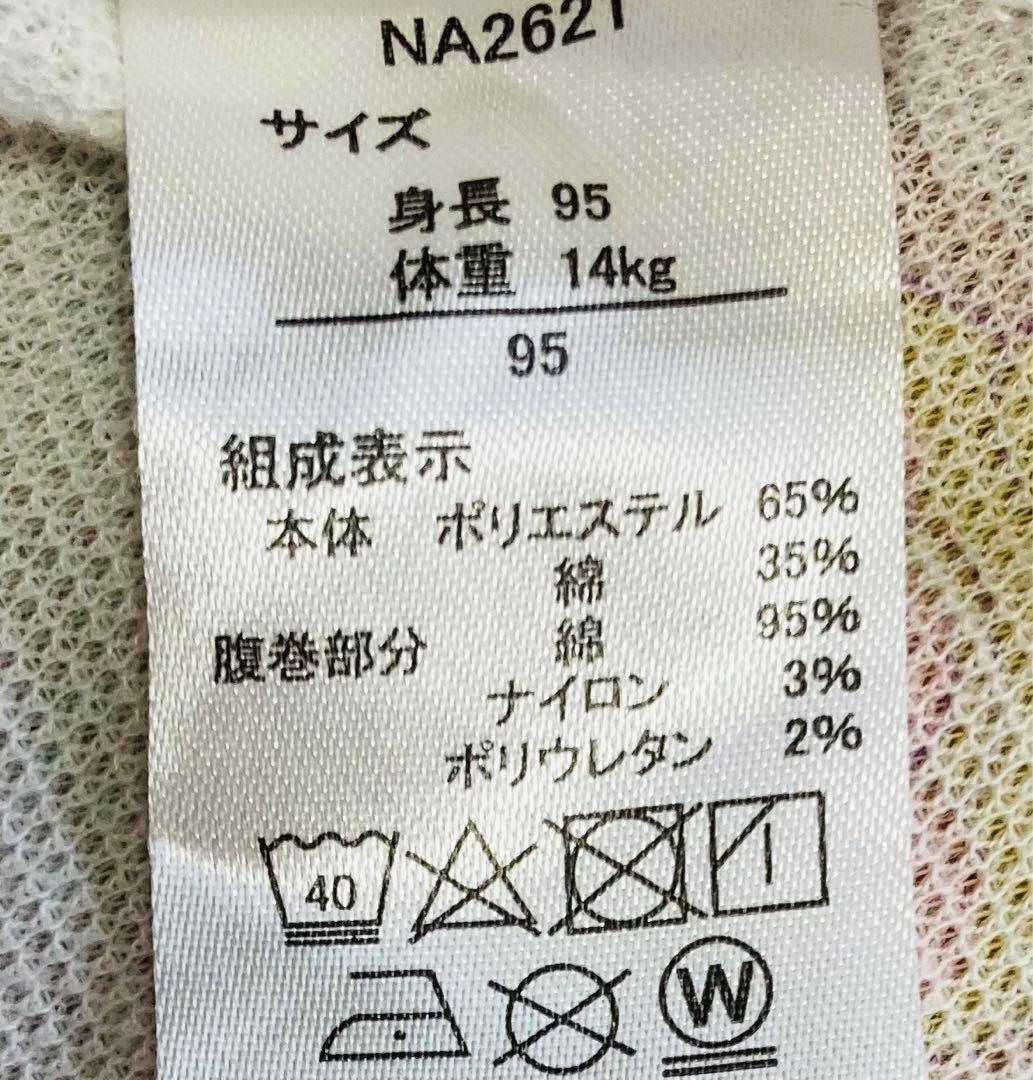 NA2621
サイズ
身長 95
体重 14kg
95
組成表示
本体 ポリエステル 65%
綿 35%
腹巻部分 綿 95%
ナイロン 3%
ポリウレタン 2%
40
W